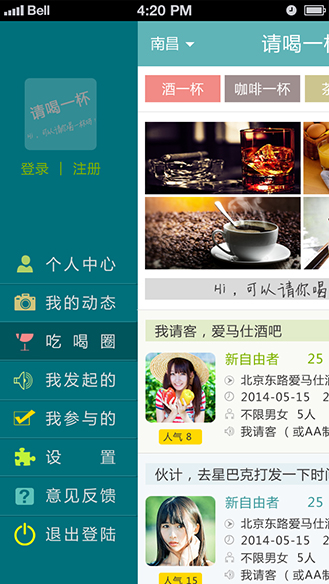 Bell 4:20 PM
请喝一杯
Hi, 可以请你喝一杯吗!
登录 | 注册
个人中心
我的动态
吃喝圈
我发起的
我参与的
设置
意见反馈
退出登陆
南昌
请喝一杯
酒一杯 咖啡一杯
Hi, 可以请你喝
我请客，爱马仕酒吧
新自由者 25
北京东路爱马仕酒
2014-05-15 12:
不限男女 5人
我请客（或AA制
人气 8
伙计，去星巴克打发一下时间
新自由者 25
北京东路爱马仕
2014-05-15 12
不限男女 5人
我请客（或AA制
人气 15